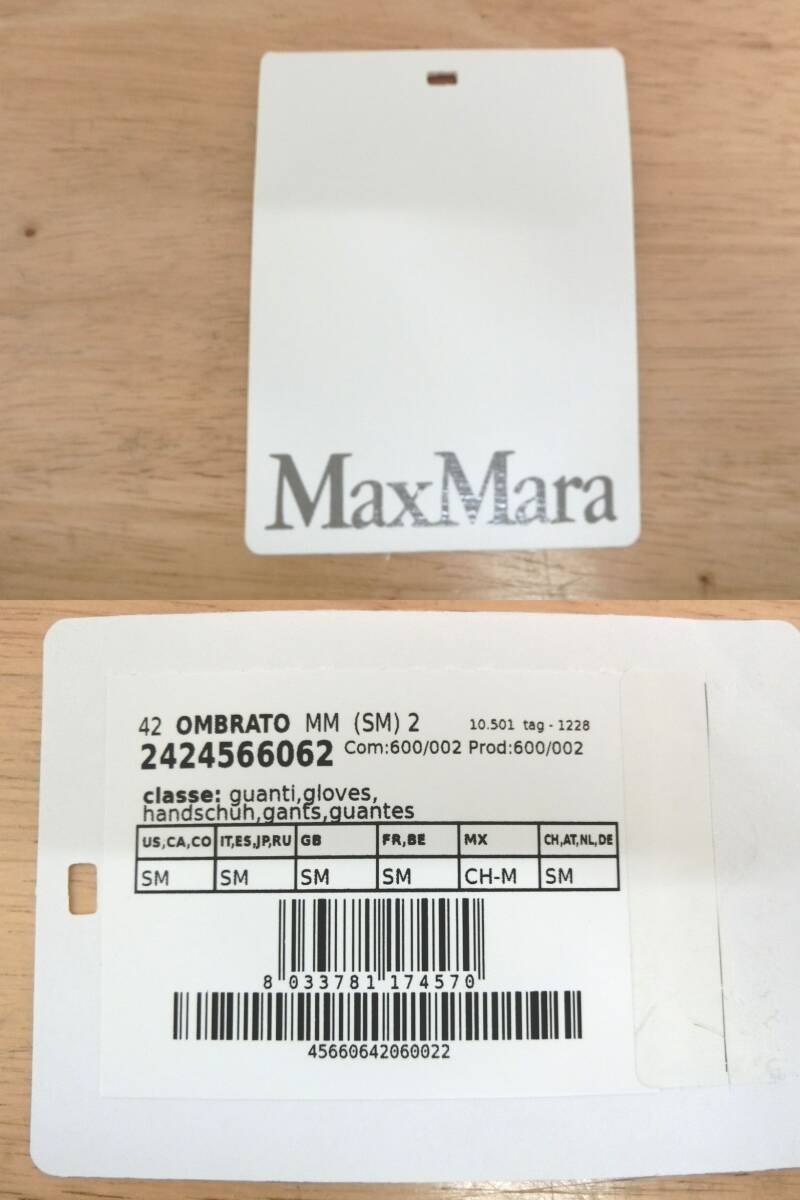 MaxMara
42 OMBRATO MM (SM) 2 10.501 tag - 1228
2424566062 Com:600/002 Prod:600/002
classe: guanti,gloves,
handschuh,gants,guantes
US,CA,CO IT,ES,JP,RU GB FR,BE MX CH,AT,NL,DE
SM SM SM SM CH-M SM
8 033781 174570
45660642060022